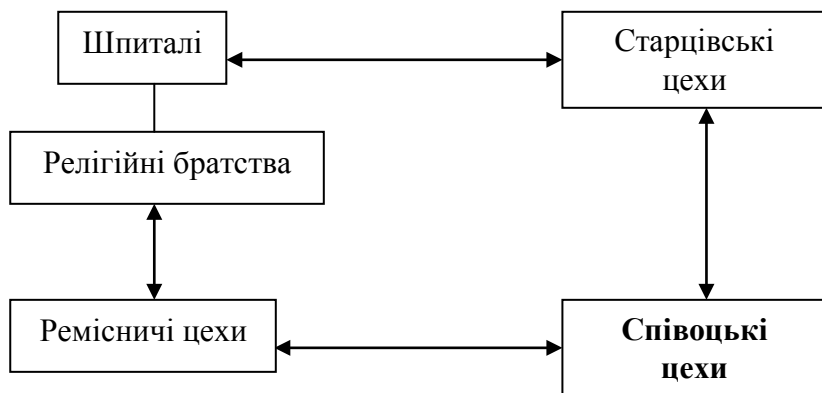 Шпиталі
Старцівські
цехи
Релігійні братства
Ремісничі цехи
Співоцькі
цехи